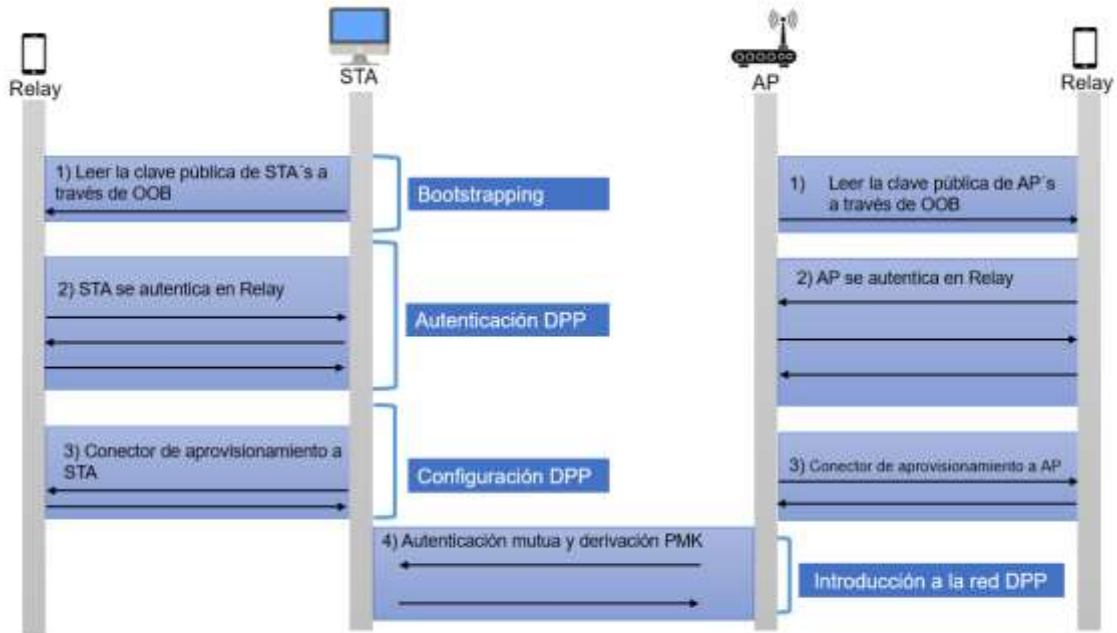 Relay
STA
AP
Relay
1) Leer la clave pública de STA´s a
través de OOB
Bootstrapping
1) Leer la clave pública de AP´s
a través de OOB
2) STA se autentica en Relay
Autenticación DPP
2) AP se autentica en Relay
3) Conector de aprovisionamiento a
STA
Configuración DPP
3) Conector de aprovisionamiento a AP
4) Autenticación mutua y derivación PMK
Introducción a la red DPP